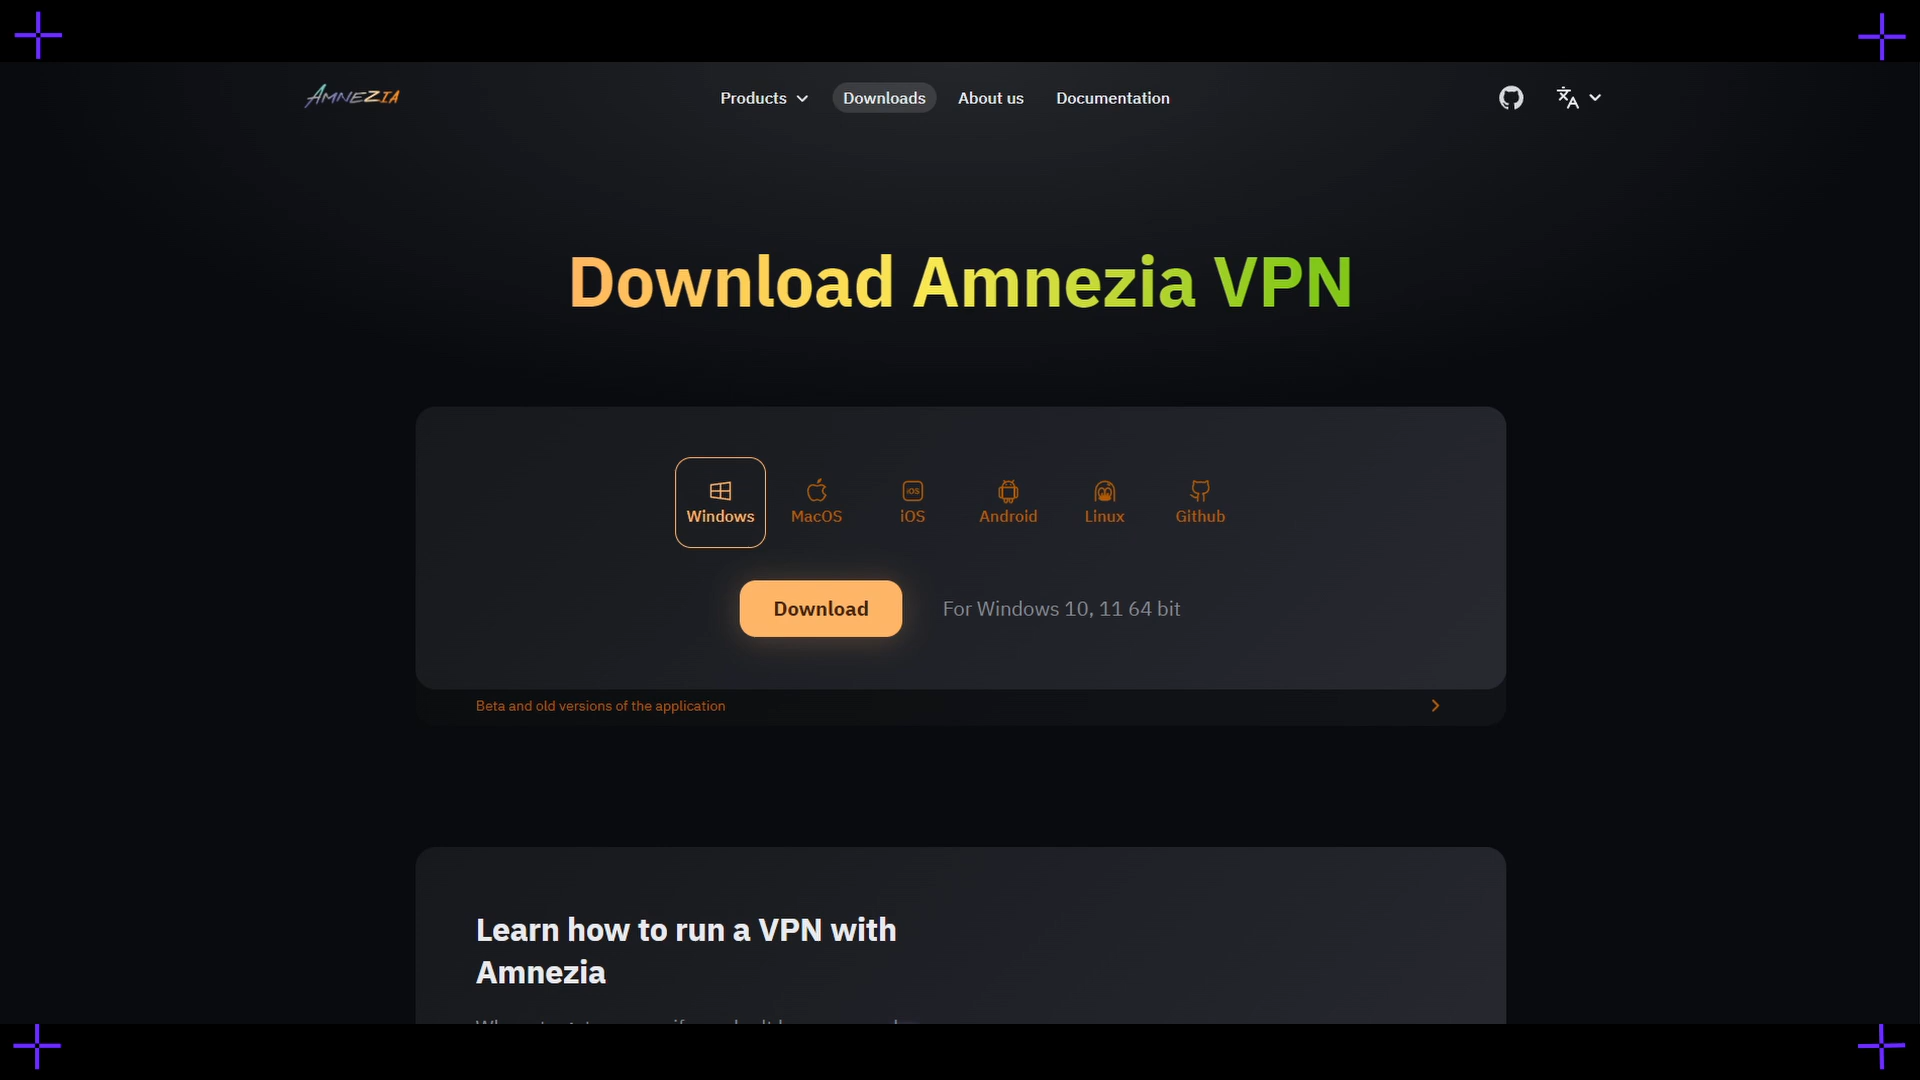 AMNEZIA
Products Downloads About us Documentation
Download Amnezia VPN
Windows MacOS iOS Android Linux Github
Download For Windows 10, 11 64 bit
Beta and old versions of the application
Learn how to run a VPN with
Amnezia